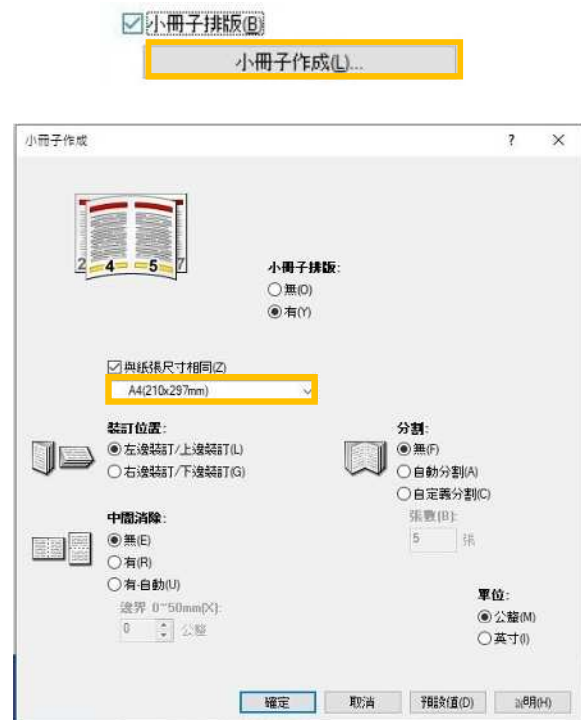 小冊子排版(B)
小冊子作成(L)...
小冊子作成 ? ×
2 4 5 7
小冊子排版:
無(O)
有(Y)
與紙張尺寸相同(Z)
A4(210x297mm)
裝訂位置:
左邊裝訂/上邊裝訂(L)
右邊裝訂/下邊裝訂(G)
分割:
無(F)
自動分割(A)
自定義分割(C)
張數(B):
5 張
中間消除:
無(E)
有(R)
有-自動(U)
邊界 0~50mm(X):
0 公釐
單位:
公釐(M)
英寸(I)
確定 取消 預設值(D) 說明(H)